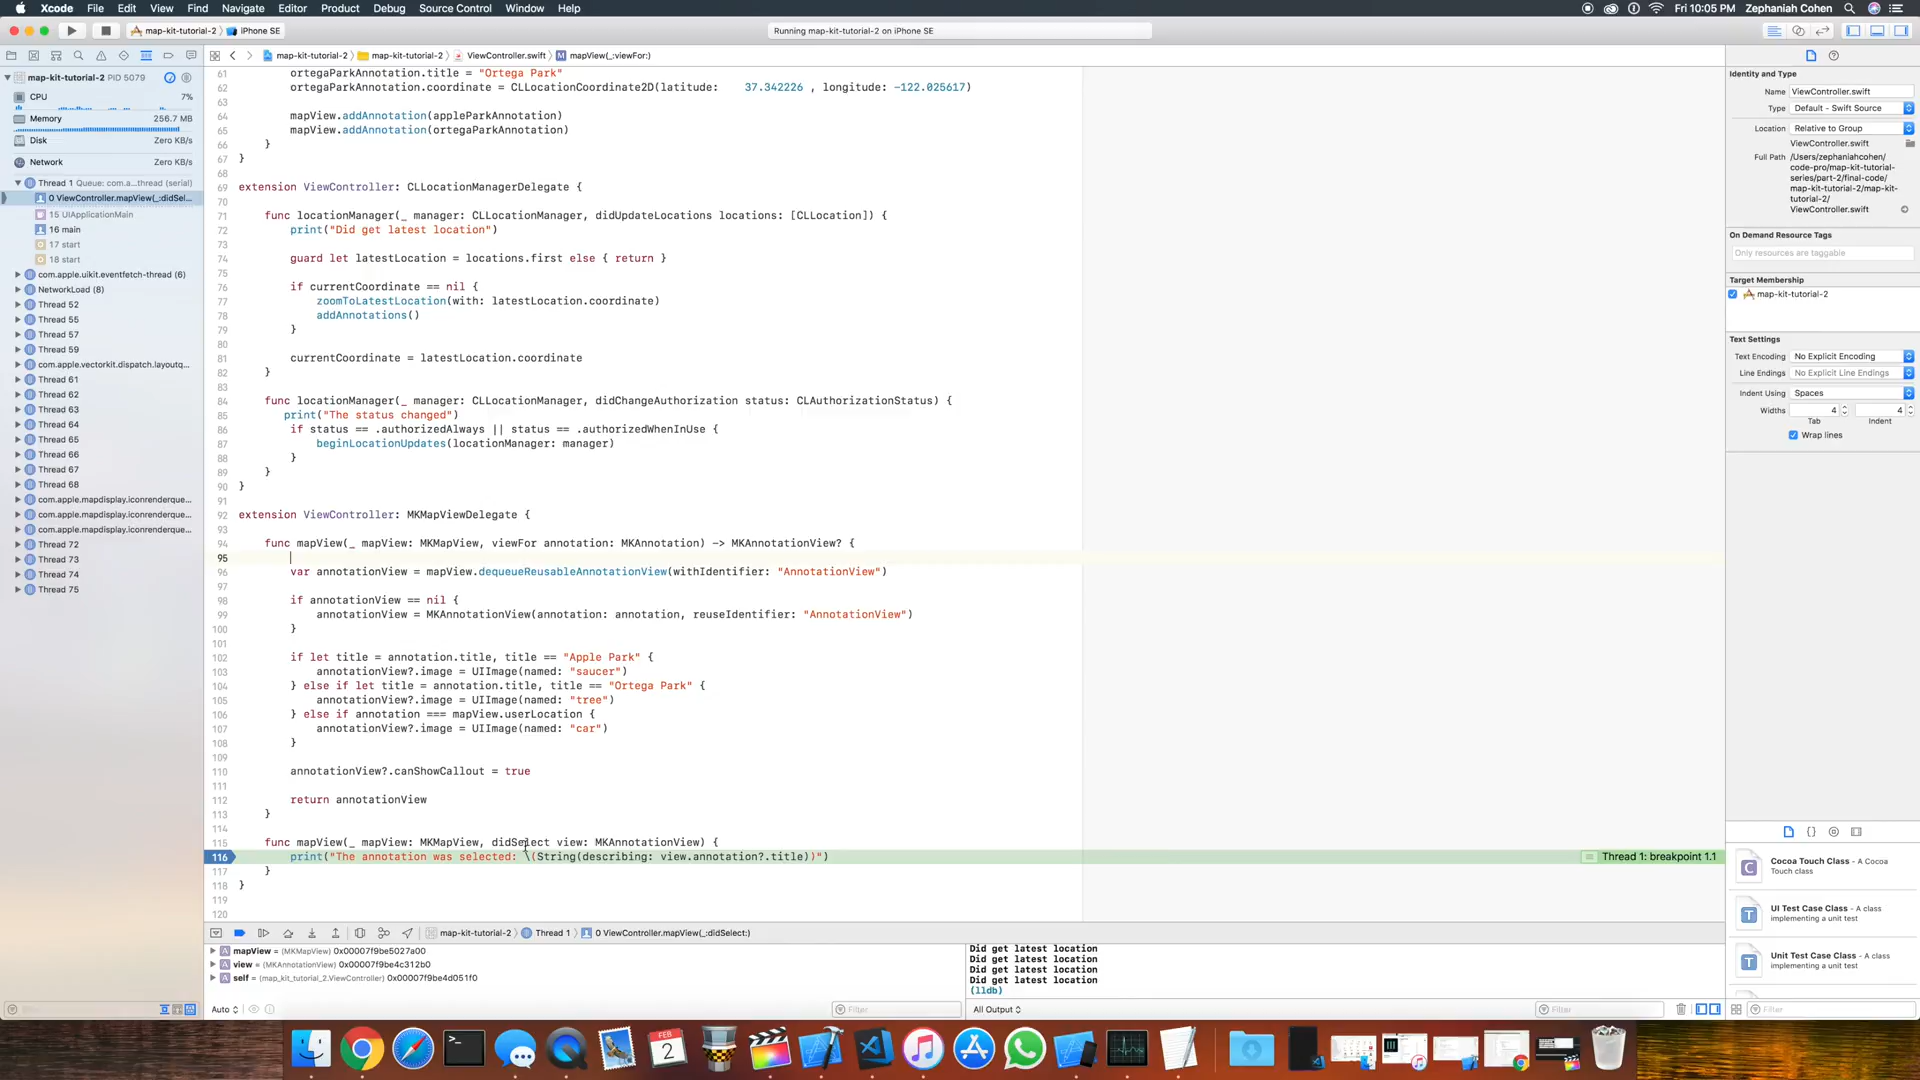 Xcode File Edit View Find Navigate Editor Product Debug Source Control Window Help
Fri 10:05 PM Zephaniah Cohen
map-kit-tutorial-2 iPhone SE
Running map-kit-tutorial-2 on iPhone SE
map-kit-tutorial-2 map-kit-tutorial-2 ViewController.swift M mapView(_:viewFor:)
map-kit-tutorial-2 PID 5079
CPU 7%
Memory 256.7 MB
Disk Zero KB/s
Network Zero KB/s
Thread 1 Queue: com.a...thread (serial)
0 ViewController.mapView(_:didSel...
15 UIApplicationMain
16 main
17 start
18 start
com.apple.uikit.eventfetch-thread (6)
NetworkLoad (8)
Thread 52
Thread 55
Thread 57
Thread 59
com.apple.vectorkit.dispatch.layoutq...
Thread 61
Thread 62
Thread 63
Thread 64
Thread 65
Thread 66
Thread 67
Thread 68
com.apple.mapdisplay.iconrenderque...
com.apple.mapdisplay.iconrenderque...
com.apple.mapdisplay.iconrenderque...
Thread 72
Thread 73
Thread 74
Thread 75
61 ortegaParkAnnotation.title = "Ortega Park"
62 ortegaParkAnnotation.coordinate = CLLocationCoordinate2D(latitude: 37.342226 , longitude: -122.025617)
63
64 mapView.addAnnotation(appleParkAnnotation)
65 mapView.addAnnotation(ortegaParkAnnotation)
66 }
67 }
68
69 extension ViewController: CLLocationManagerDelegate {
70
71 func locationManager(_ manager: CLLocationManager, didUpdateLocations locations: [CLLocation]) {
72 print("Did get latest location")
73
74 guard let latestLocation = locations.first else { return }
75
76 if currentCoordinate == nil {
77 zoomToLatestLocation(with: latestLocation.coordinate)
78 addAnnotations()
79 }
80
81 currentCoordinate = latestLocation.coordinate
82 }
83
84 func locationManager(_ manager: CLLocationManager, didChangeAuthorization status: CLAuthorizationStatus) {
85 print("The status changed")
86 if status == .authorizedAlways || status == .authorizedWhenInUse {
87 beginLocationUpdates(locationManager: manager)
88 }
89 }
90 }
91
92 extension ViewController: MKMapViewDelegate {
93
94 func mapView(_ mapView: MKMapView, viewFor annotation: MKAnnotation) -> MKAnnotationView? {
95
96 var annotationView = mapView.dequeueReusableAnnotationView(withIdentifier: "AnnotationView")
97
98 if annotationView == nil {
99 annotationView = MKAnnotationView(annotation: annotation, reuseIdentifier: "AnnotationView")
100 }
101
102 if let title = annotation.title, title == "Apple Park" {
103 annotationView?.image = UIImage(named: "saucer")
104 } else if let title = annotation.title, title == "Ortega Park" {
105 annotationView?.image = UIImage(named: "tree")
106 } else if annotation === mapView.userLocation {
107 annotationView?.image = UIImage(named: "car")
108 }
109
110 annotationView?.canShowCallout = true
111
112 return annotationView
113 }
114
115 func mapView(_ mapView: MKMapView, didSelect view: MKAnnotationView) {
116 print("The annotation was selected: \(String(describing: view.annotation?.title))") Thread 1: breakpoint 1.1
117 }
118 }
119
120
map-kit-tutorial-2 Thread 1 0 ViewController.mapView(_:didSelect:)
A mapView = (MKMapView) 0x00007f9be5027a00
A view = (MKAnnotationView) 0x00007f9be4c312b0
A self = (map_kit_tutorial_2.ViewController) 0x00007f9be4d051f0
Auto Filter
Did get latest location
Did get latest location
Did get latest location
Did get latest location
(lldb)
All Output Filter
Identity and Type
Name ViewController.swift
Type Default - Swift Source
Location Relative to Group
ViewController.swift
Full Path /Users/zephaniahcohen/
code-pro/map-kit-tutorial-
series/part-2/final-code/
map-kit-tutorial-2/map-kit-
tutorial-2/
ViewController.swift
On Demand Resource Tags
Only resources are taggable
Target Membership
map-kit-tutorial-2
Text Settings
Text Encoding No Explicit Encoding
Line Endings No Explicit Line Endings
Indent Using Spaces
Widths 4 4
Tab Indent
Wrap lines
C Cocoa Touch Class - A Cocoa
Touch class
T UI Test Case Class - A class
implementing a unit test
T Unit Test Case Class - A class
implementing a unit test
Filter
FEB
2